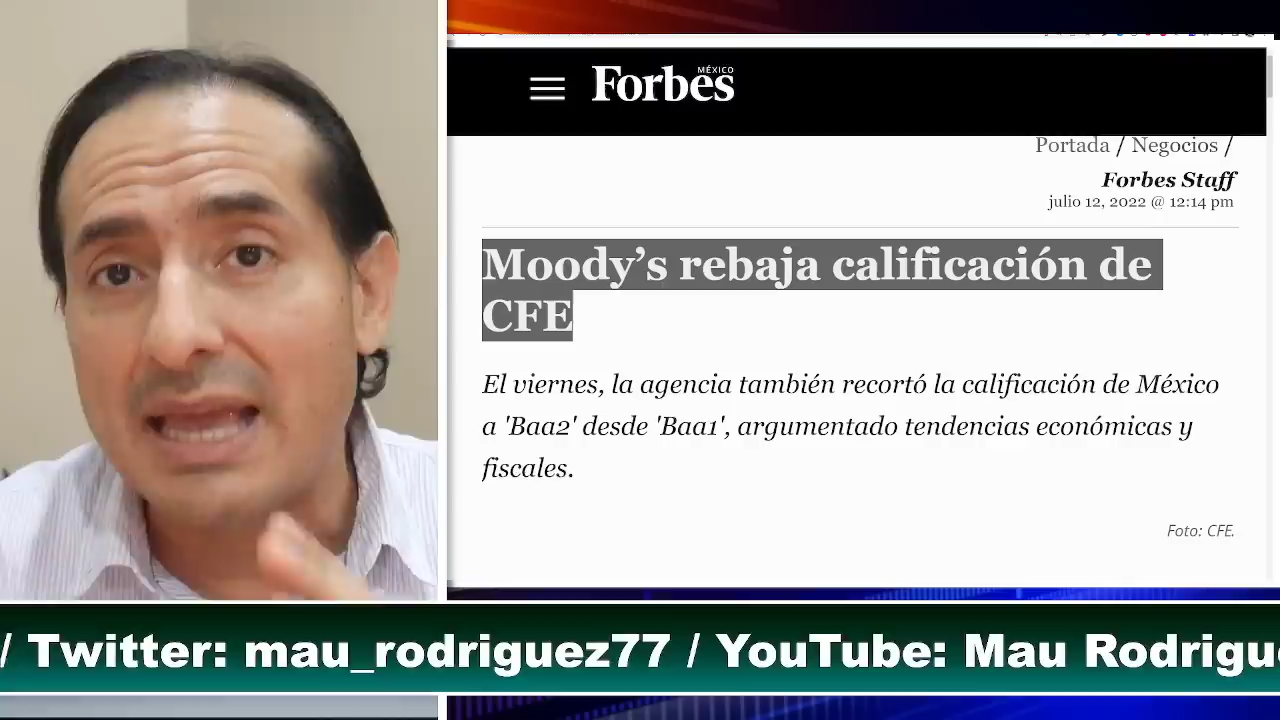 Forbes
MÉXICO
Portada / Negocios /
Forbes Staff
julio 12, 2022 @ 12:14 pm
Moody’s rebaja calificación de
CFE
El viernes, la agencia también recortó la calificación de México
a 'Baa2' desde 'Baa1', argumentado tendencias económicas y
fiscales.
Foto: CFE.
/ Twitter: mau_rodriguez77 / YouTube: Mau